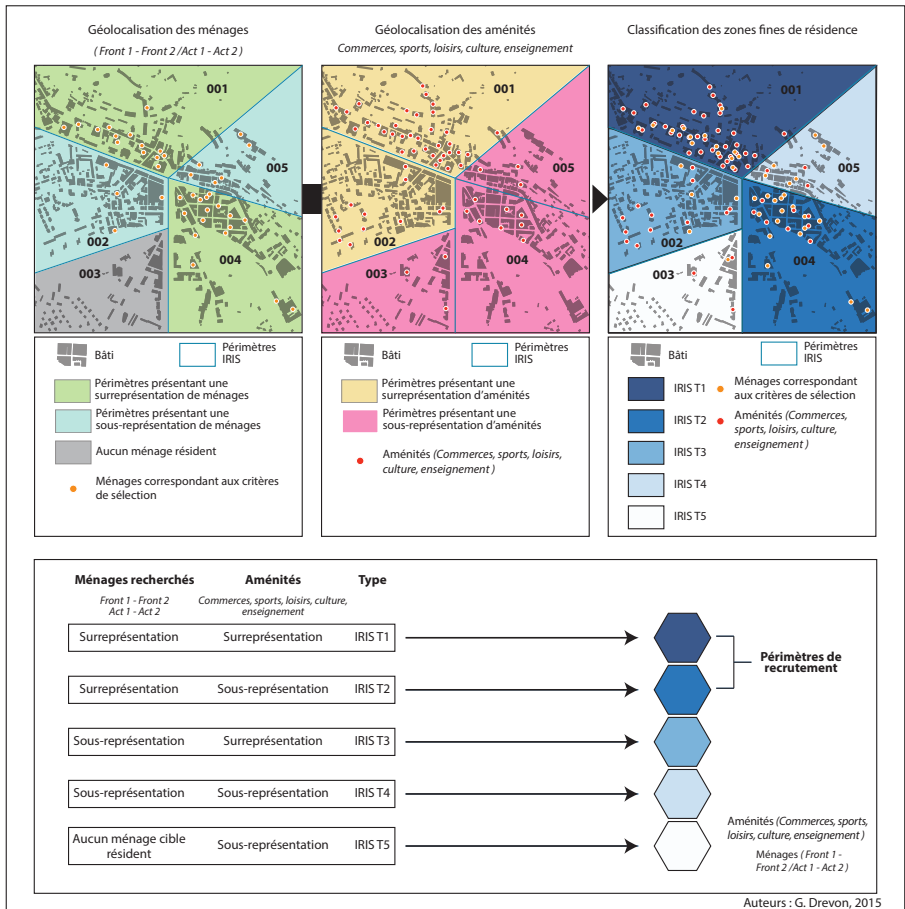 Géolocalisation des ménages
( Front 1 - Front 2 /Act 1 - Act 2 )
001
005
002
003
004
Bâti
Périmètres
IRIS
Périmètres présentant une
surreprésentation de ménages
Périmètres présentant une
sous-représentation de ménages
Aucun ménage résident
Ménages correspondant aux critères
de sélection
Géolocalisation des aménités
Commerces, sports, loisirs, culture, enseignement
001
005
002
003
004
Bâti
Périmètres
IRIS
Périmètres présentant une
surreprésentation d'aménités
Périmètres présentant une
sous-représentation d'aménités
Aménités (Commerces, sports, loisirs,
culture, enseignement )
Classification des zones fines de résidence
001
005
002
003
004
Bâti
Périmètres
IRIS
IRIS T1
IRIS T2
IRIS T3
IRIS T4
IRIS T5
Ménages correspondant
aux critères de sélection
Aménités (Commerces,
sports, loisirs, culture,
enseignement )
Ménages recherchés
Front 1 - Front 2
Act 1 - Act 2
Aménités
Commerces, sports, loisirs, culture,
enseignement
Type
Surreprésentation Surreprésentation IRIS T1
Surreprésentation Sous-représentation IRIS T2
Sous-représentation Surreprésentation IRIS T3
Sous-représentation Sous-représentation IRIS T4
Aucun ménage cible
résident
Sous-représentation IRIS T5
Périmètres de
recrutement
Aménités (Commerces, sports,
loisirs, culture, enseignement )
Ménages ( Front 1 -
Front 2 /Act 1 - Act 2 )
Auteurs : G. Drevon, 2015